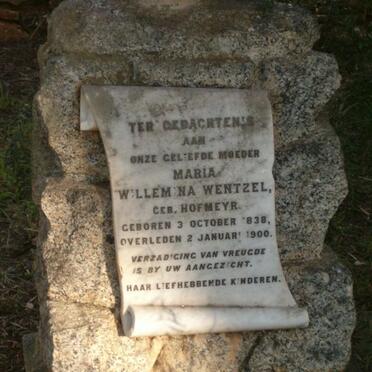 TER GEDACHTENIS
AAN
ONZE GELIEFDE MOEDER
MARIA
WILLEMINA WENTZEL,
GEB. HOFMEYR.
GEBOREN 3 OCTOBER 1838,
OVERLEDEN 2 JANUARI 1900.
VERZADIGING VAN VREUGDE
IS BY UW AANGEZICHT.
HAAR LIEFHEBBENDE KINDEREN.